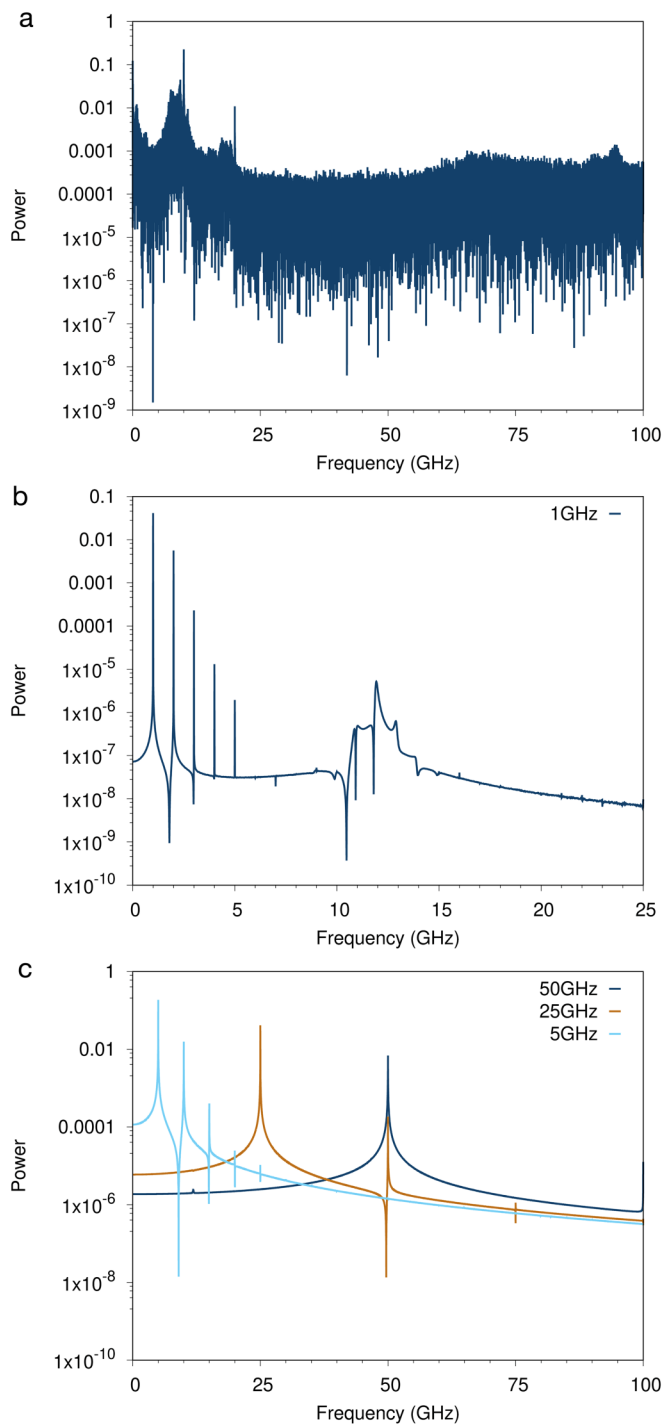 a
1
0.1
0.01
0.001
0.0001
1x10⁻⁵
1x10⁻⁶
1x10⁻⁷
1x10⁻⁸
1x10⁻⁹
Power
0 25 50 75 100
Frequency (GHz)
b
0.1
0.01
0.001
0.0001
1x10⁻⁵
1x10⁻⁶
1x10⁻⁷
1x10⁻⁸
1x10⁻⁹
1x10⁻¹⁰
Power
1GHz
0 5 10 15 20 25
Frequency (GHz)
c
1
0.01
0.0001
1x10⁻⁶
1x10⁻⁸
1x10⁻¹⁰
Power
50GHz
25GHz
5GHz
0 25 50 75 100
Frequency (GHz)